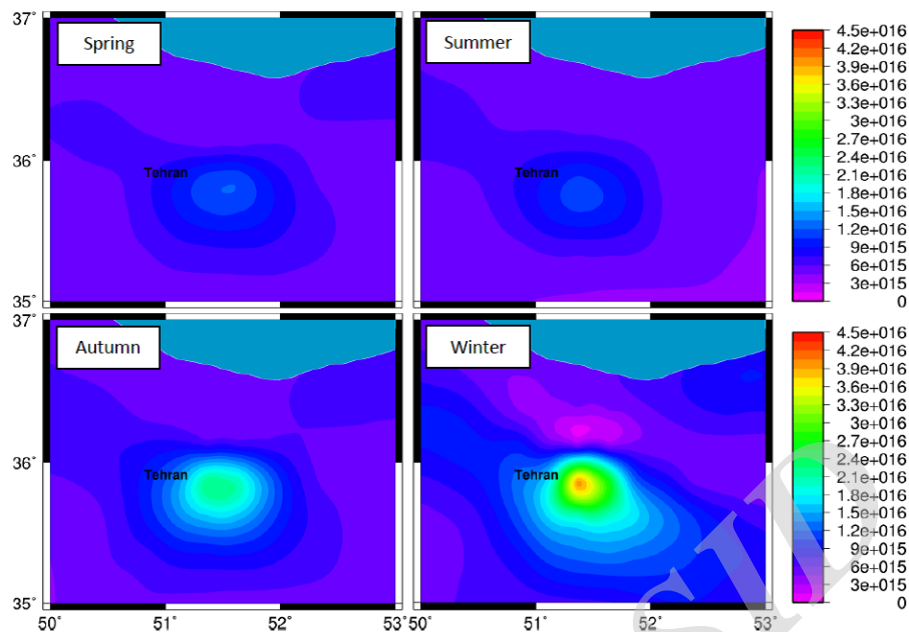 37°
Spring
Summer
Tehran
Tehran
36°
35°
4.5e+016
4.2e+016
3.9e+016
3.6e+016
3.3e+016
3e+016
2.7e+016
2.4e+016
2.1e+016
1.8e+016
1.5e+016
1.2e+016
9e+015
6e+015
3e+015
0
37°
Autumn
Winter
Tehran
Tehran
36°
35°
50°
51°
52°
53°
50°
51°
52°
53°
4.5e+016
4.2e+016
3.9e+016
3.6e+016
3.3e+016
3e+016
2.7e+016
2.4e+016
2.1e+016
1.8e+016
1.5e+016
1.2e+016
9e+015
6e+015
3e+015
0
SID